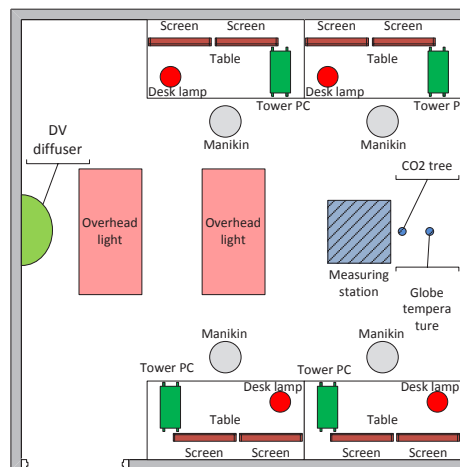 Screen Screen Screen Screen
Table Table
Desk lamp Desk lamp
Tower PC Tower P
DV
diffuser
Manikin Manikin
CO2 tree
Overhead
light
Overhead
light
Measuring
station
Globe
tempera
ture
Manikin Manikin
Tower PC Tower PC
Desk lamp Desk lamp
Table Table
Screen Screen Screen Screen